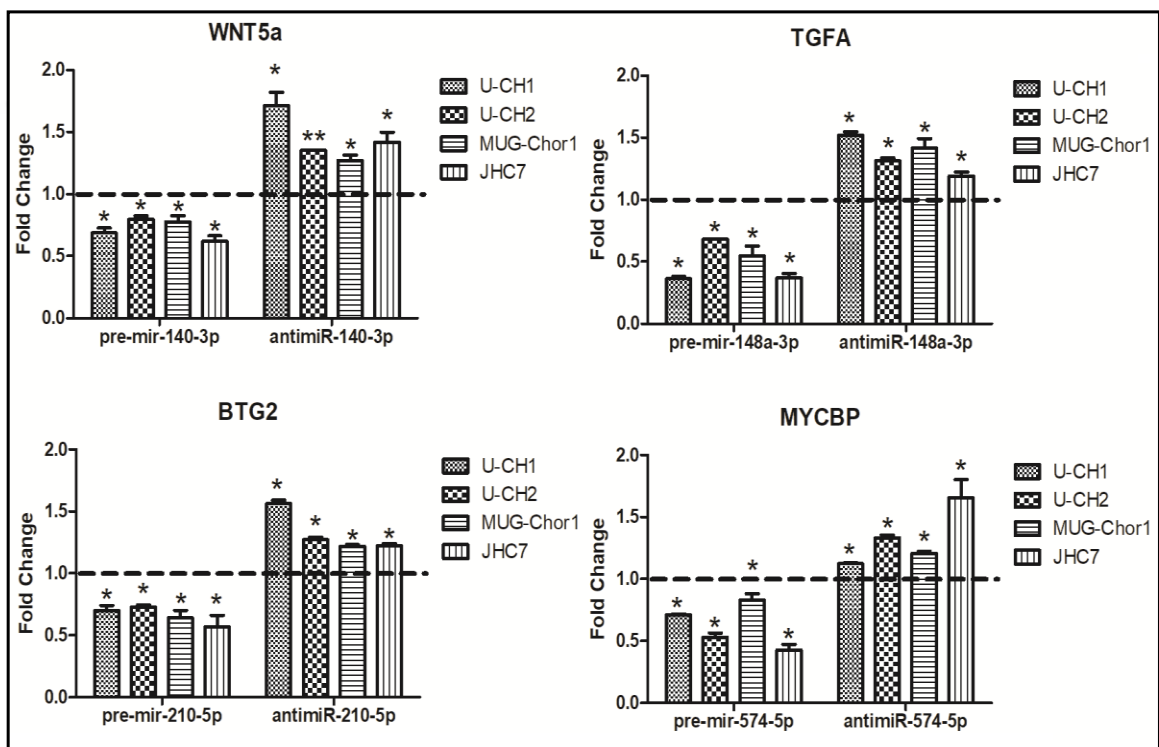 WNT5a
Fold Change
2.0
1.5
1.0
0.5
0.0
*
*
*
*
*
**
*
*
pre-mir-140-3p
antimiR-140-3p
U-CH1
U-CH2
MUG-Chor1
JHC7
TGFA
Fold Change
2.0
1.5
1.0
0.5
0.0
*
*
*
*
*
*
*
*
pre-mir-148a-3p
antimiR-148a-3p
U-CH1
U-CH2
MUG-Chor1
JHC7
BTG2
Fold Change
2.0
1.5
1.0
0.5
0.0
*
*
*
*
*
*
*
*
pre-mir-210-5p
antimiR-210-5p
U-CH1
U-CH2
MUG-Chor1
JHC7
MYCBP
Fold Change
2.0
1.5
1.0
0.5
0.0
*
*
*
*
*
*
*
*
pre-mir-574-5p
antimiR-574-5p
U-CH1
U-CH2
MUG-Chor1
JHC7